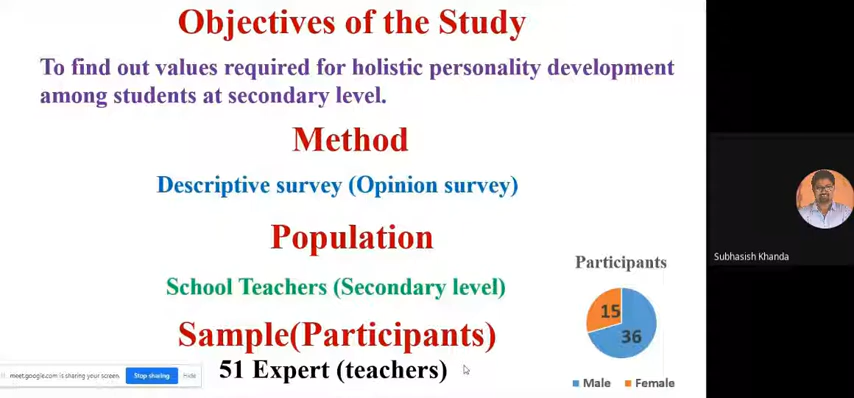 Objectives of the Study
To find out values required for holistic personality development
among students at secondary level.
Method
Descriptive survey (Opinion survey)
Population
School Teachers (Secondary level)
Sample(Participants)
51 Expert (teachers)
Participants
15
36
Male
Female
meet.google.com is sharing your screen.
Stop sharing
Hide
Subhasish Khanda